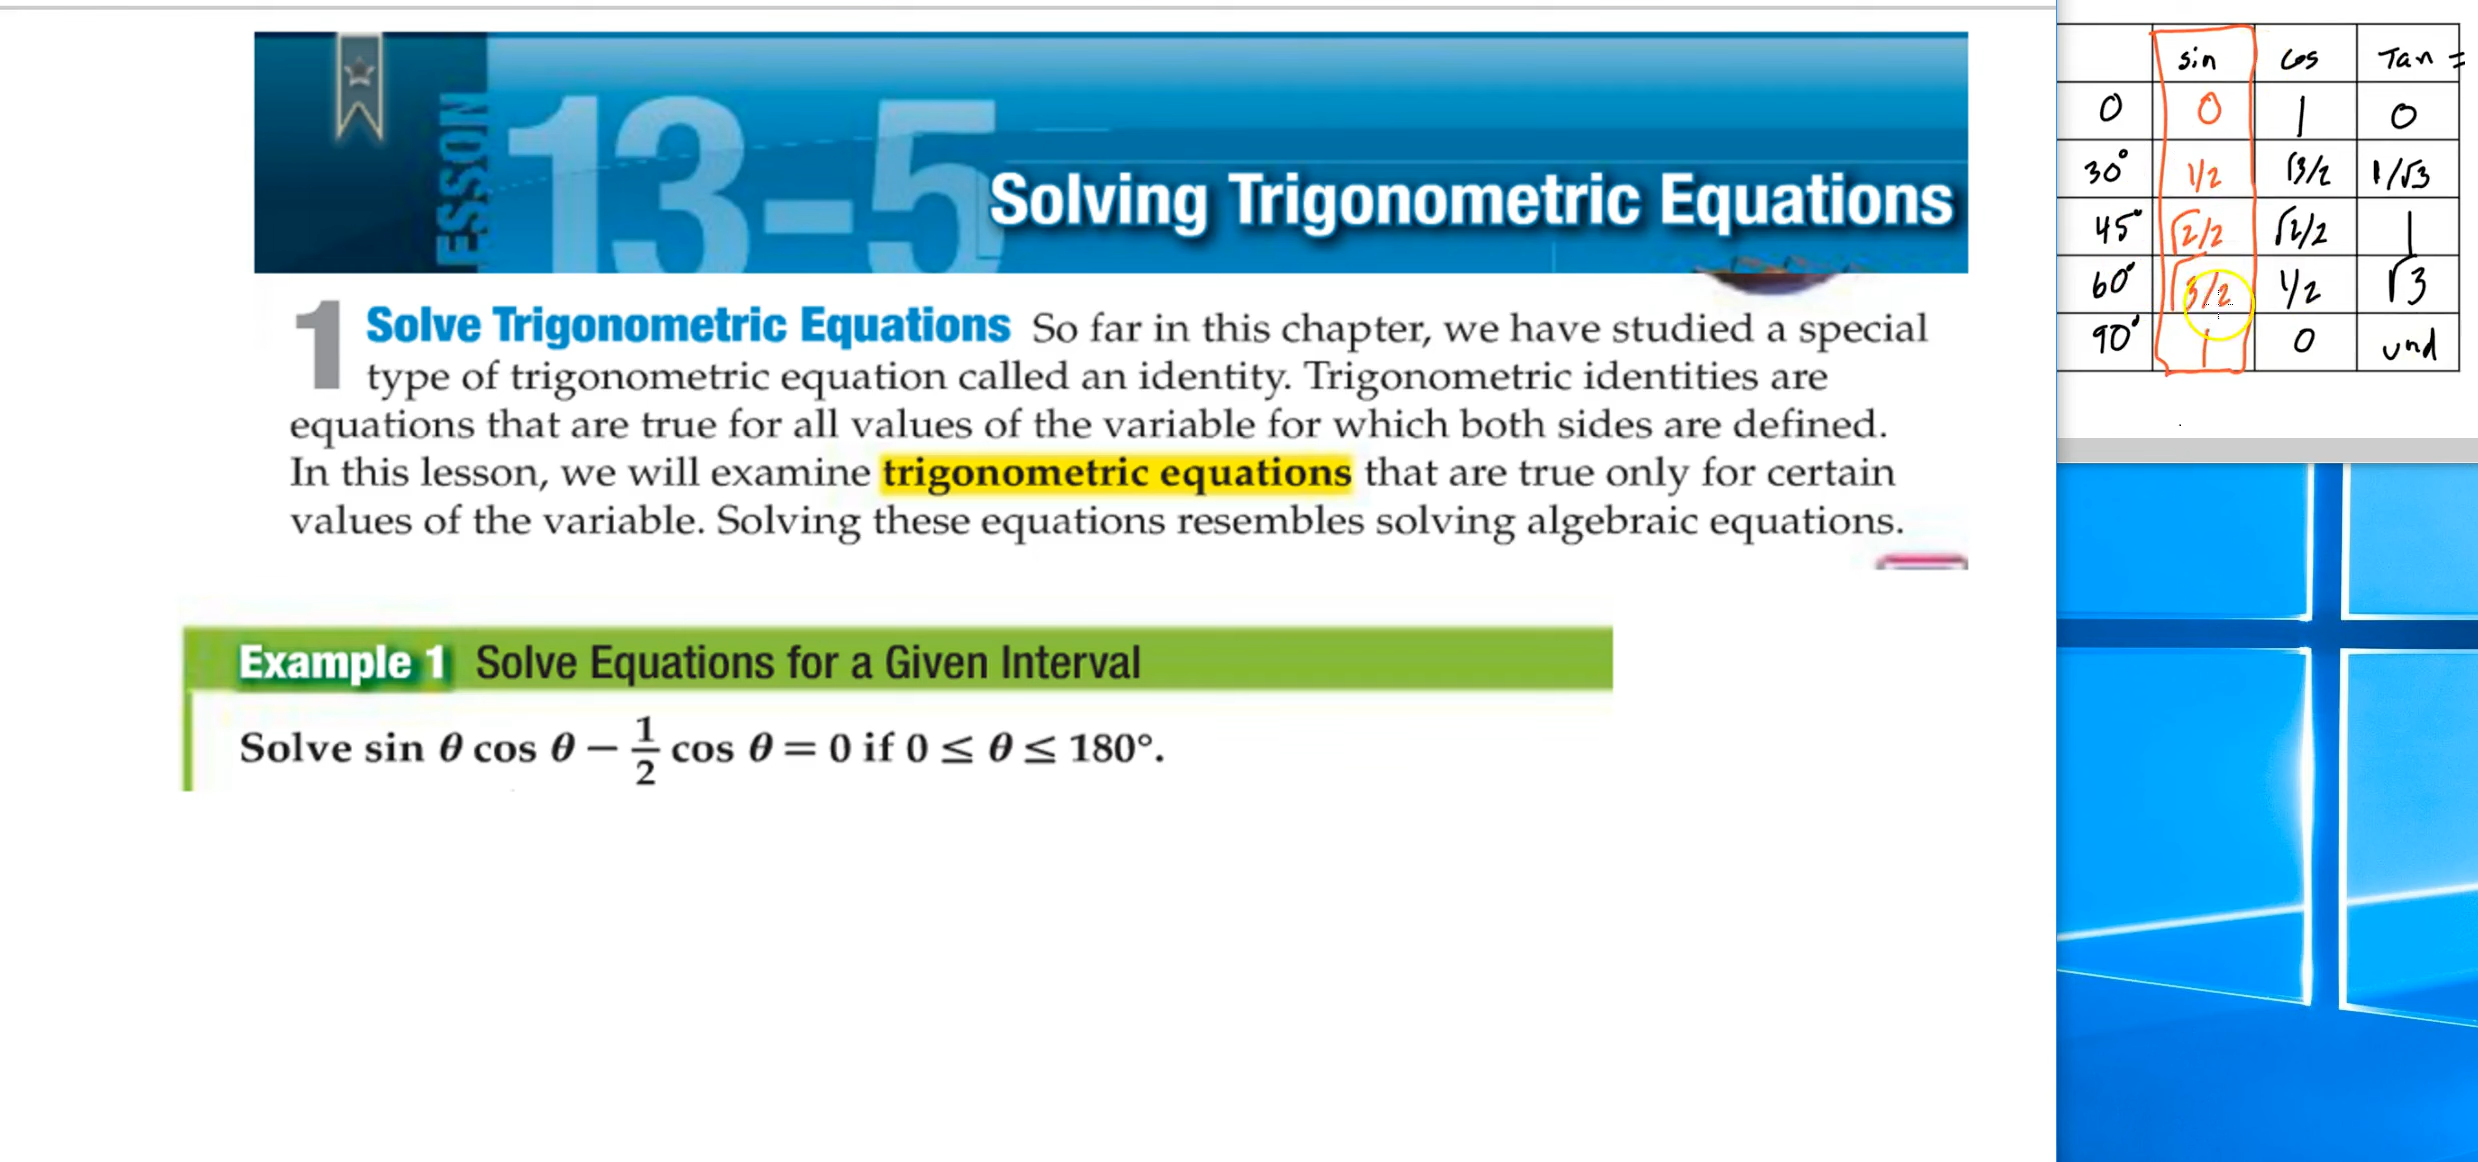 LESSON
13-5
Solving Trigonometric Equations
1 Solve Trigonometric Equations So far in this chapter, we have studied a special
type of trigonometric equation called an identity. Trigonometric identities are
equations that are true for all values of the variable for which both sides are defined.
In this lesson, we will examine trigonometric equations that are true only for certain
values of the variable. Solving these equations resembles solving algebraic equations.
Example 1 Solve Equations for a Given Interval
Solve sin θ cos θ − 1/2 cos θ = 0 if 0 ≤ θ ≤ 180°.
sin cos Tan =
0 0 1 0
30° 1/2 √3/2 1/√3
45° √2/2 √2/2 1
60° √3/2 1/2 √3
90° 1 0 und